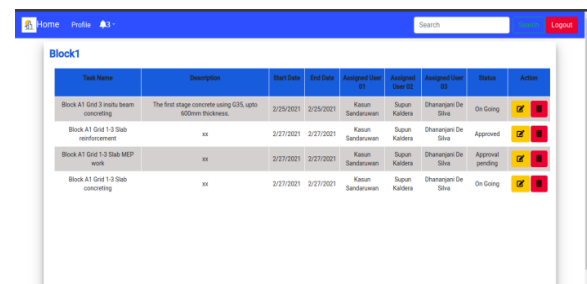 Home Profile 3 Search Search Logout
Block1
Task Name Description Start Date End Date Assigned User 01 Assigned User 02 Assigned User 03 Status Action
Block A1 Grid 3 insitu beam concreting The first stage concrete using G35, upto 600mm thickness. 2/25/2021 2/25/2021 Kasun Sandaruwan Supun Kaldera Dhananjani De Silva On Going
Block A1 Grid 1-3 Slab reinforcement xx 2/27/2021 2/27/2021 Kasun Sandaruwan Supun Kaldera Dhananjani De Silva Approved
Block A1 Grid 1-3 Slab MEP work xx 2/27/2021 2/27/2021 Kasun Sandaruwan Supun Kaldera Dhananjani De Silva Approval pending
Block A1 Grid 1-3 Slab concreting xx 2/27/2021 2/27/2021 Kasun Sandaruwan Supun Kaldera Dhananjani De Silva On Going